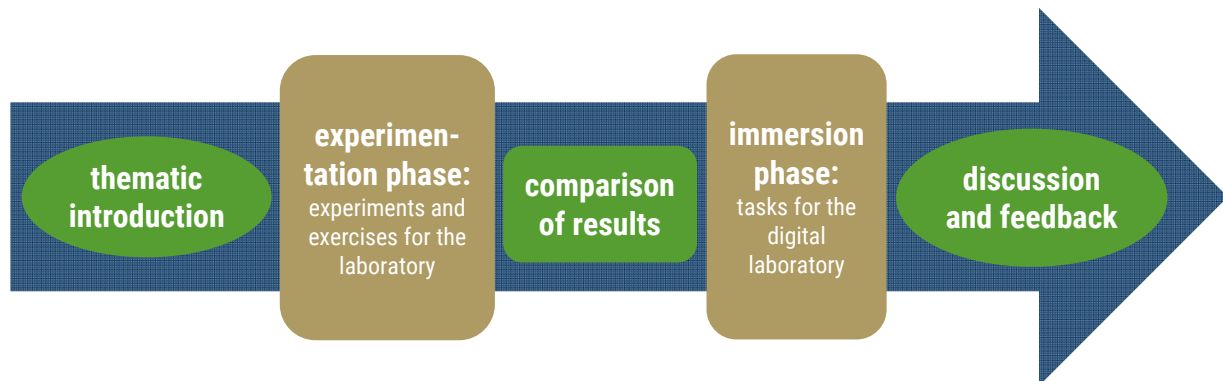 thematic
introduction
experimen-
tation phase:
experiments and
exercises for the
laboratory
comparison
of results
immersion
phase:
tasks for the
digital
laboratory
discussion
and feedback